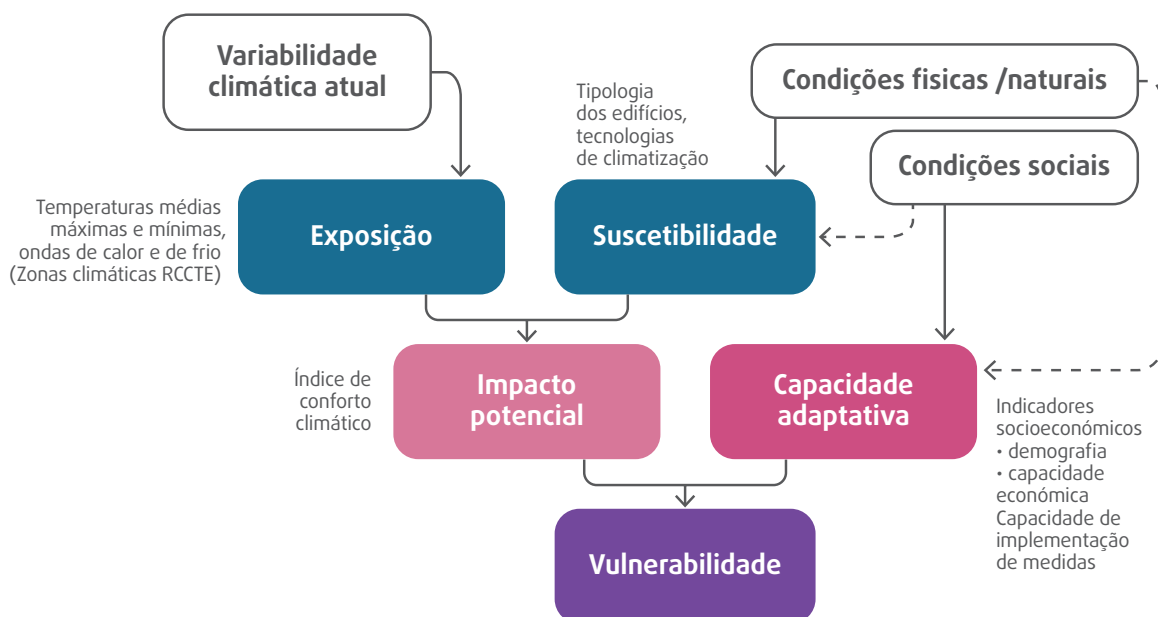 Variabilidade
climática atual
Condições fisicas /naturais
Tipologia
dos edifícios,
tecnologias
de climatização
Condições sociais
Temperaturas médias
máximas e mínimas,
ondas de calor e de frio
(Zonas climáticas RCCTE)
Exposição
Suscetibilidade
Índice de
conforto
climático
Impacto
potencial
Capacidade
adaptativa
Indicadores
socioeconómicos
• demografia
• capacidade
económica
Capacidade de
implementação
de medidas
Vulnerabilidade